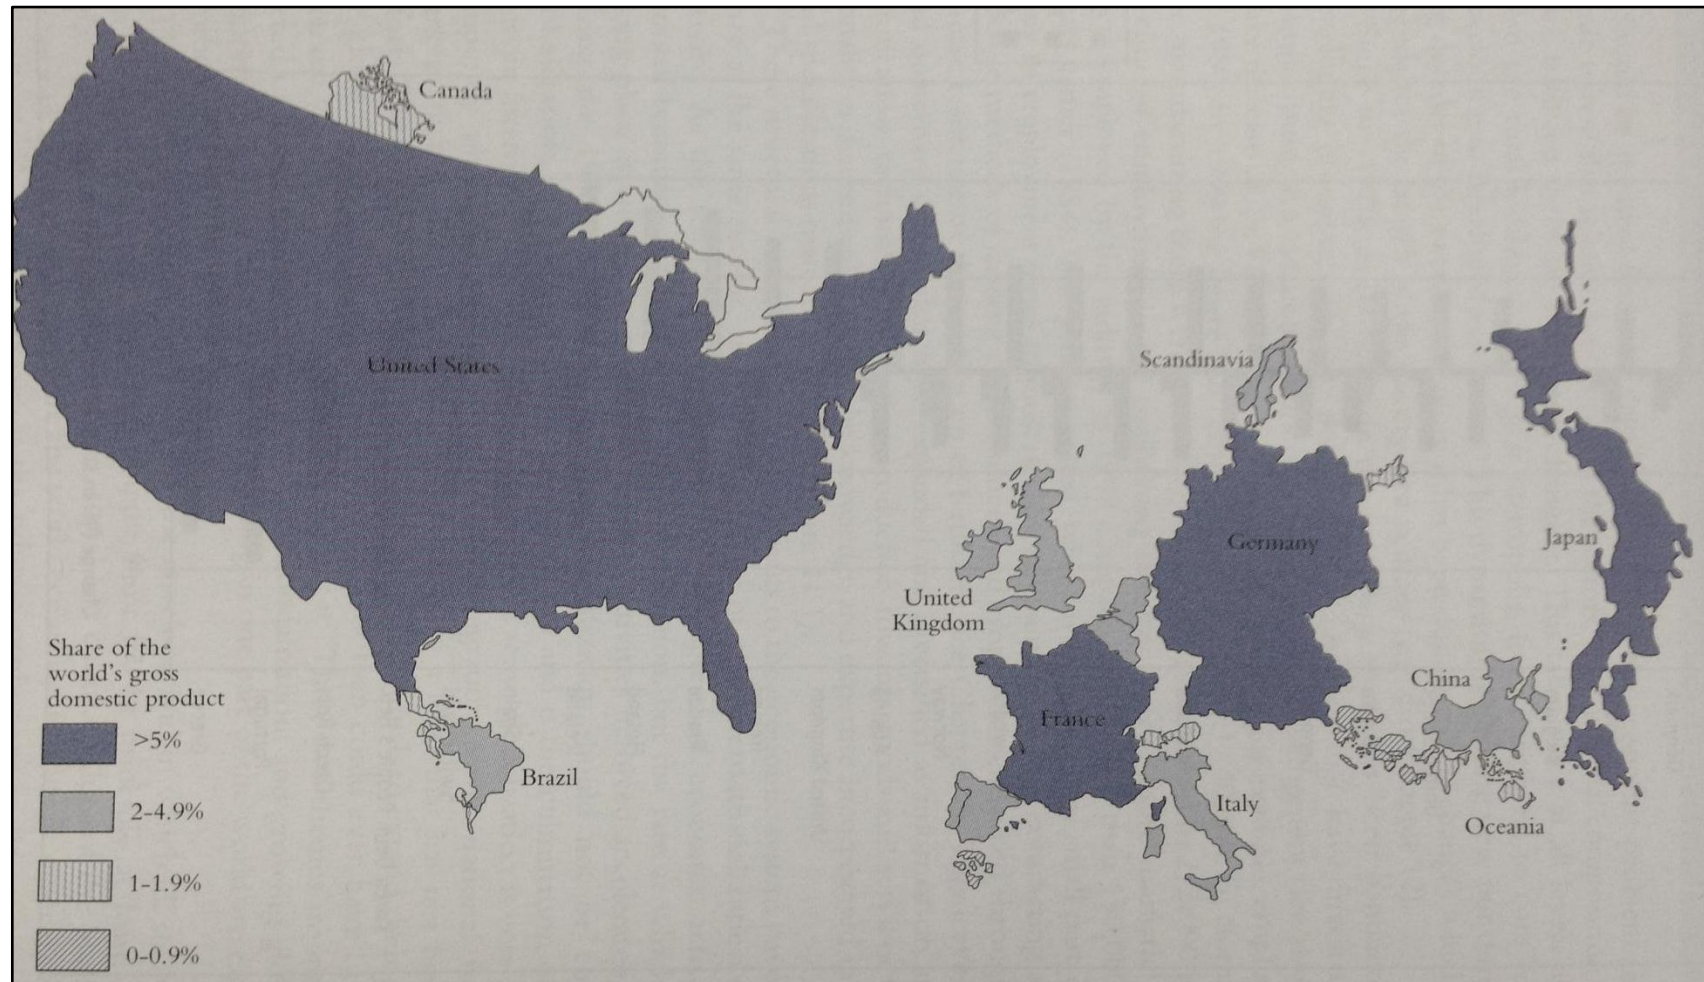 Canada
United States
Scandinavia
Germany
Japan
United
Kingdom
France
China
Brazil
Italy
Oceania
Share of the
world's gross
domestic product
>5%
2–4.9%
1–1.9%
0–0.9%